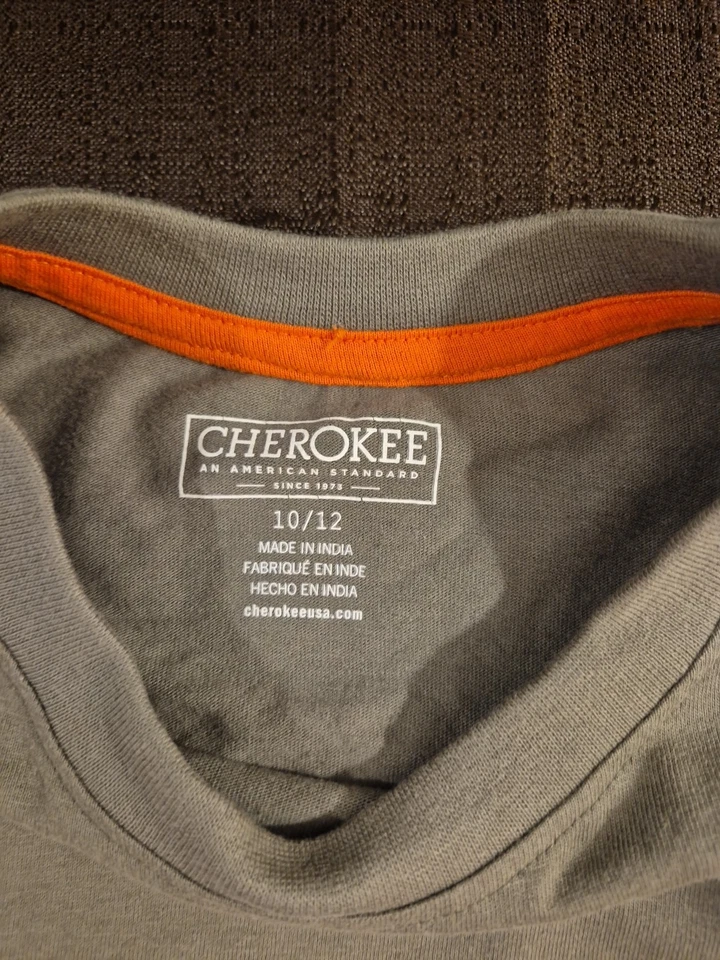 CHEROKEE
AN AMERICAN STANDARD
SINCE 1973
10/12
MADE IN INDIA
FABRIQUÉ EN INDE
HECHO EN INDIA
cherokeeusa.com